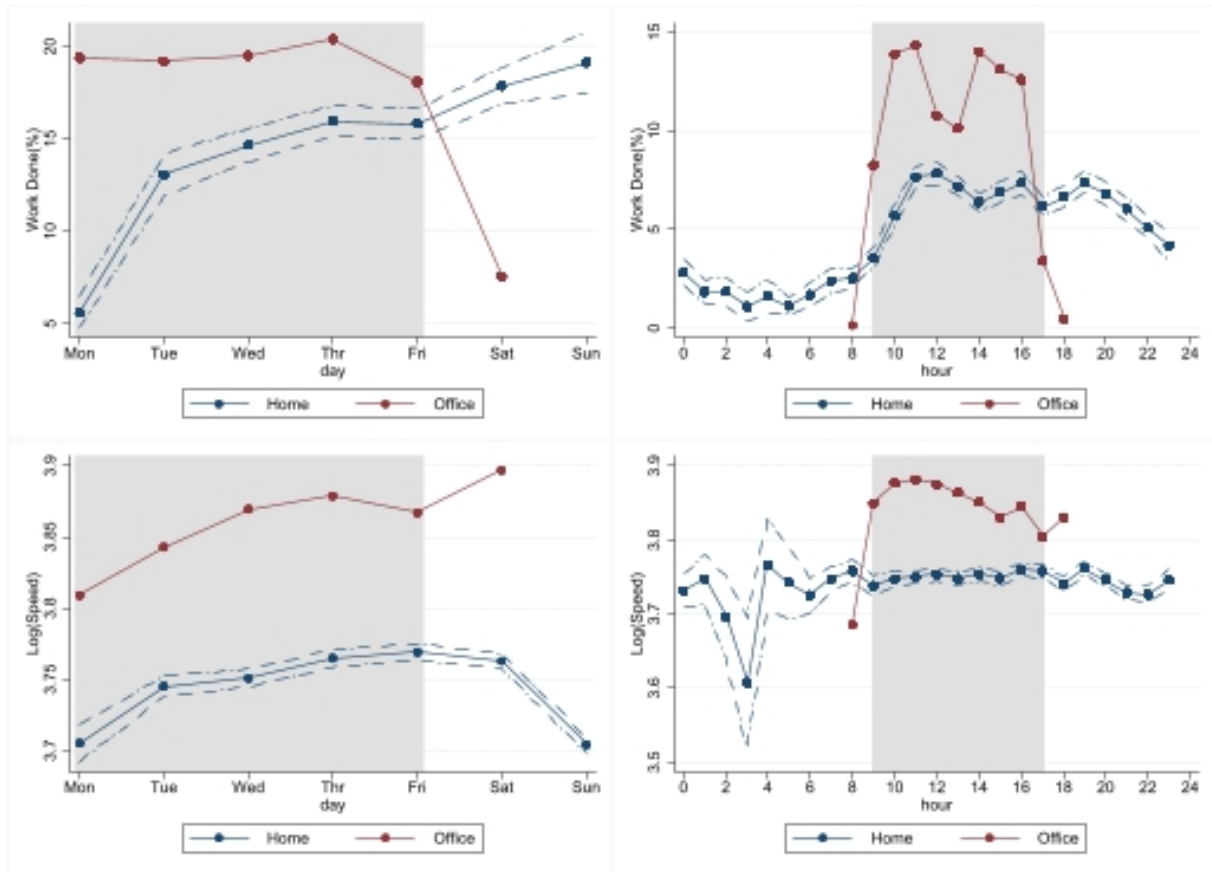 Work Done(%)
20
15
10
5
Mon Tue Wed Thr Fri Sat Sun
day
Home Office
Work Done(%)
15
10
5
0
0 2 4 6 8 10 12 14 16 18 20 22 24
hour
Home Office
Log(Speed)
3.9
3.85
3.8
3.75
3.7
Mon Tue Wed Thr Fri Sat Sun
day
Home Office
Log(Speed)
3.9
3.8
3.7
3.6
3.5
0 2 4 6 8 10 12 14 16 18 20 22 24
hour
Home Office